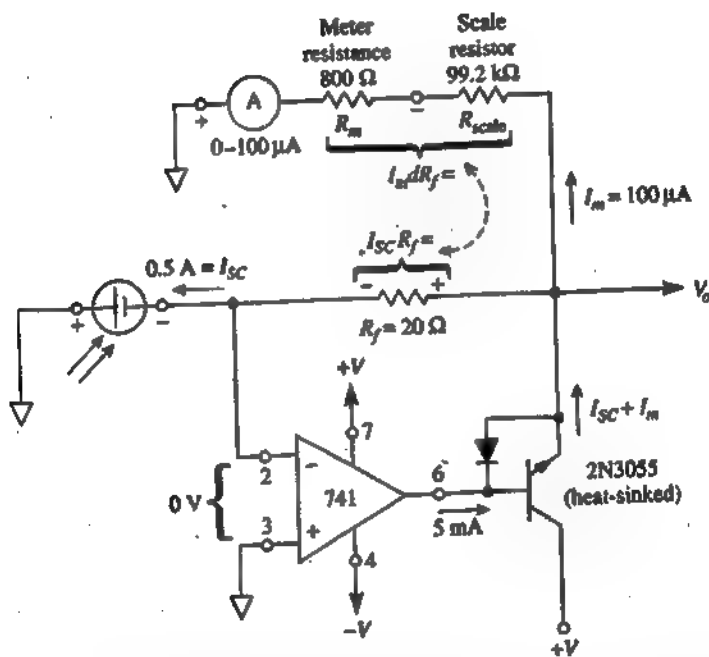 Meter
resistance
800 Ω
Scale
resistor
99.2 kΩ
A
+
−
0–100 μA
R_m
R_scale
I_m dR_f =
I_m = 100 μA
I_SC R_f =
0.5 A = I_SC
−
+
V_o
+
−
R_f = 20 Ω
+V
I_SC + I_m
7
2
−
6
2N3055
(heat-sinked)
0 V
741
3
+
5 mA
4
−V
+V